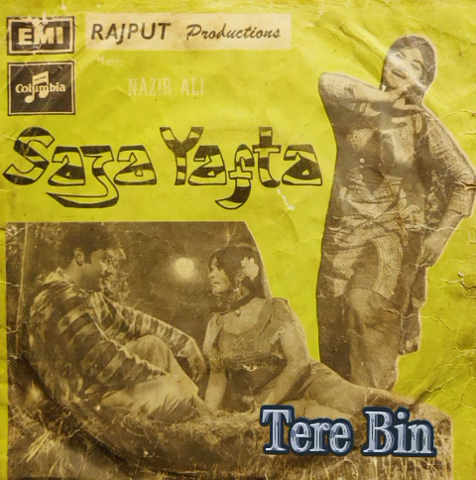 EMI
RAJPUT Productions
Columbia
Music
NAZIR ALI
Saza Yafta
Tere Bin